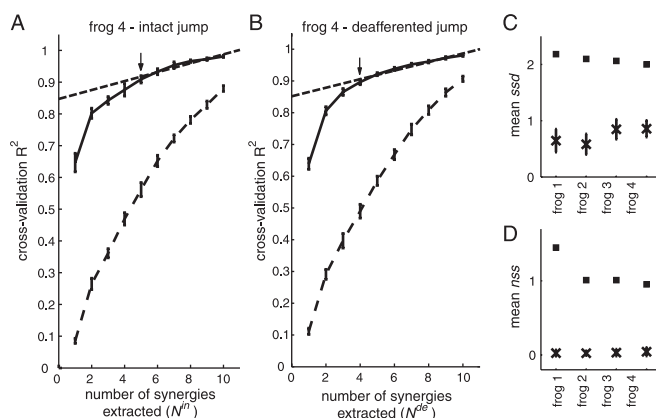 A
frog 4 - intact jump
cross-validation R²
1
0.9
0.8
0.7
0.6
0.5
0.4
0.3
0.2
0.1
0
0 2 4 6 8 10
number of synergies
extracted (Nⁱⁿ)
B
frog 4 - deafferented jump
cross-validation R²
1
0.9
0.8
0.7
0.6
0.5
0.4
0.3
0.2
0.1
0
0 2 4 6 8 10
number of synergies
extracted (Nᵈᵉ)
C
mean ssd
2
1
0
frog 1
frog 2
frog 3
frog 4
D
mean nss
1
0
frog 1
frog 2
frog 3
frog 4